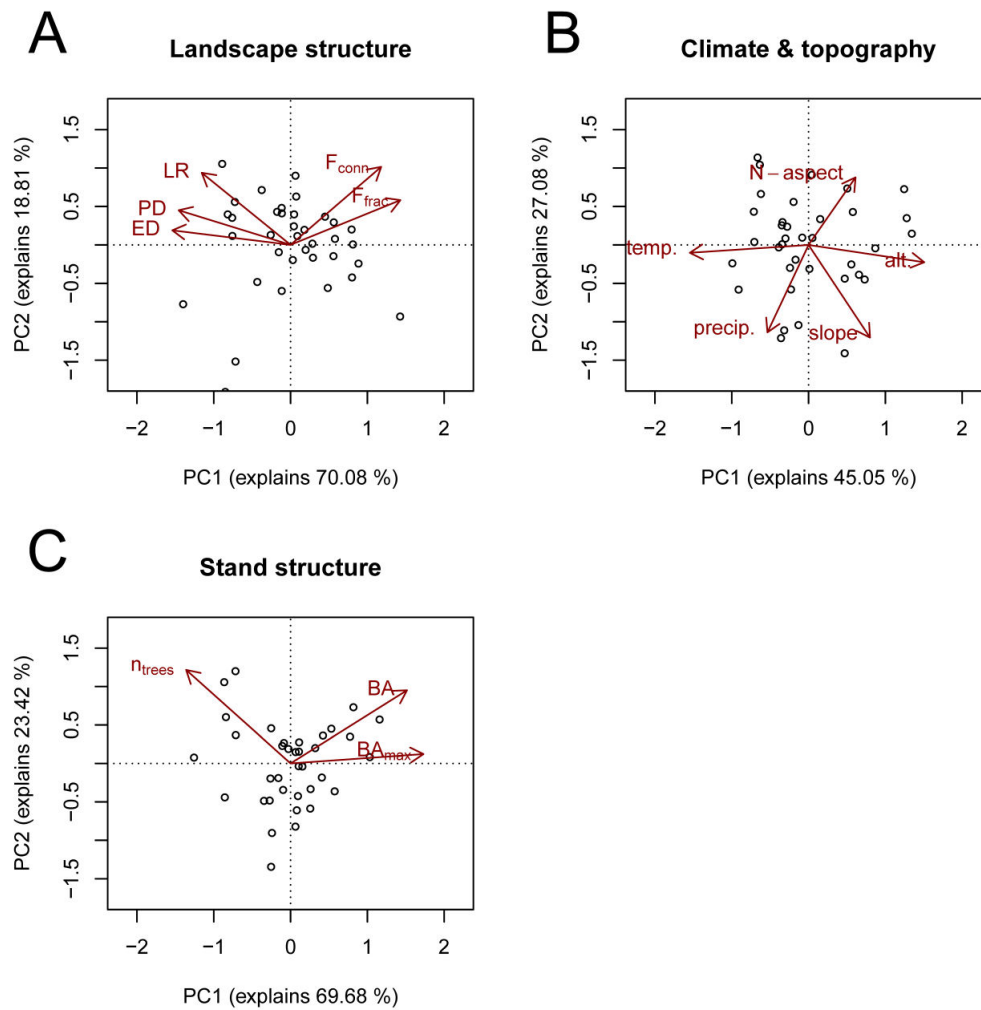 A
Landscape structure
PC2 (explains 18.81 %)
1.5
0.5
−0.5
−1.5
LR
PD
ED
F_conn
F_frac
−2 −1 0 1 2
PC1 (explains 70.08 %)
B
Climate & topography
PC2 (explains 27.08 %)
1.5
0.5
−0.5
−1.5
N – aspect
temp.
alt.
precip.
slope
−2 −1 0 1 2
PC1 (explains 45.05 %)
C
Stand structure
PC2 (explains 23.42 %)
1.5
0.5
−0.5
−1.5
n_trees
BA
BA_max
−2 −1 0 1 2
PC1 (explains 69.68 %)